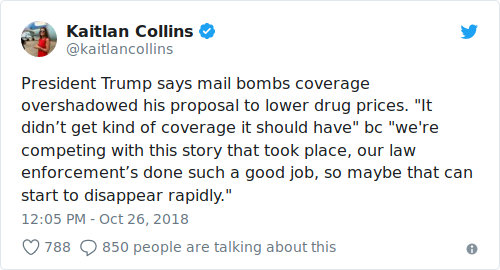 Kaitlan Collins
@kaitlancollins
President Trump says mail bombs coverage
overshadowed his proposal to lower drug prices. "It
didn’t get kind of coverage it should have" bc "we're
competing with this story that took place, our law
enforcement’s done such a good job, so maybe that can
start to disappear rapidly."
12:05 PM - Oct 26, 2018
788 850 people are talking about this